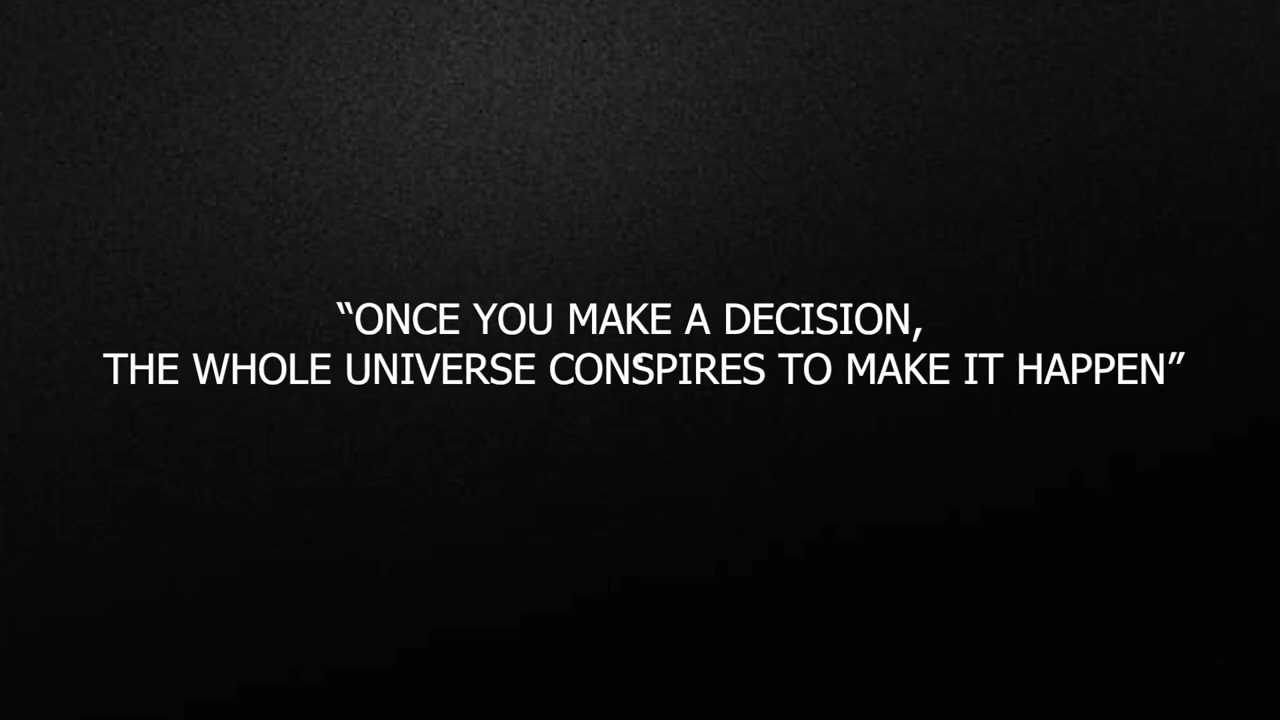 “ONCE YOU MAKE A DECISION,
THE WHOLE UNIVERSE CONSPIRES TO MAKE IT HAPPEN”